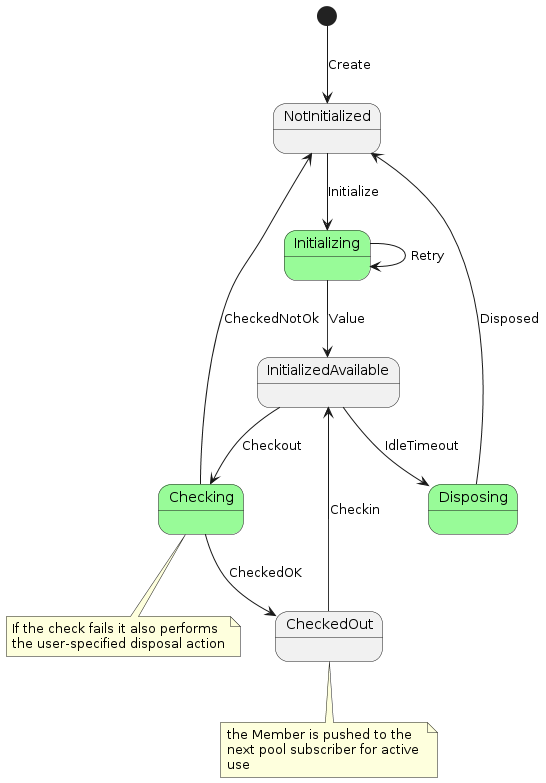 Create
NotInitialized
Initialize
Initializing
Retry
CheckedNotOk
Value
Disposed
InitializedAvailable
Checkout
IdleTimeout
Checking
Disposing
Checkin
CheckedOK
If the check fails it also performs
the user-specified disposal action
CheckedOut
the Member is pushed to the
next pool subscriber for active
use